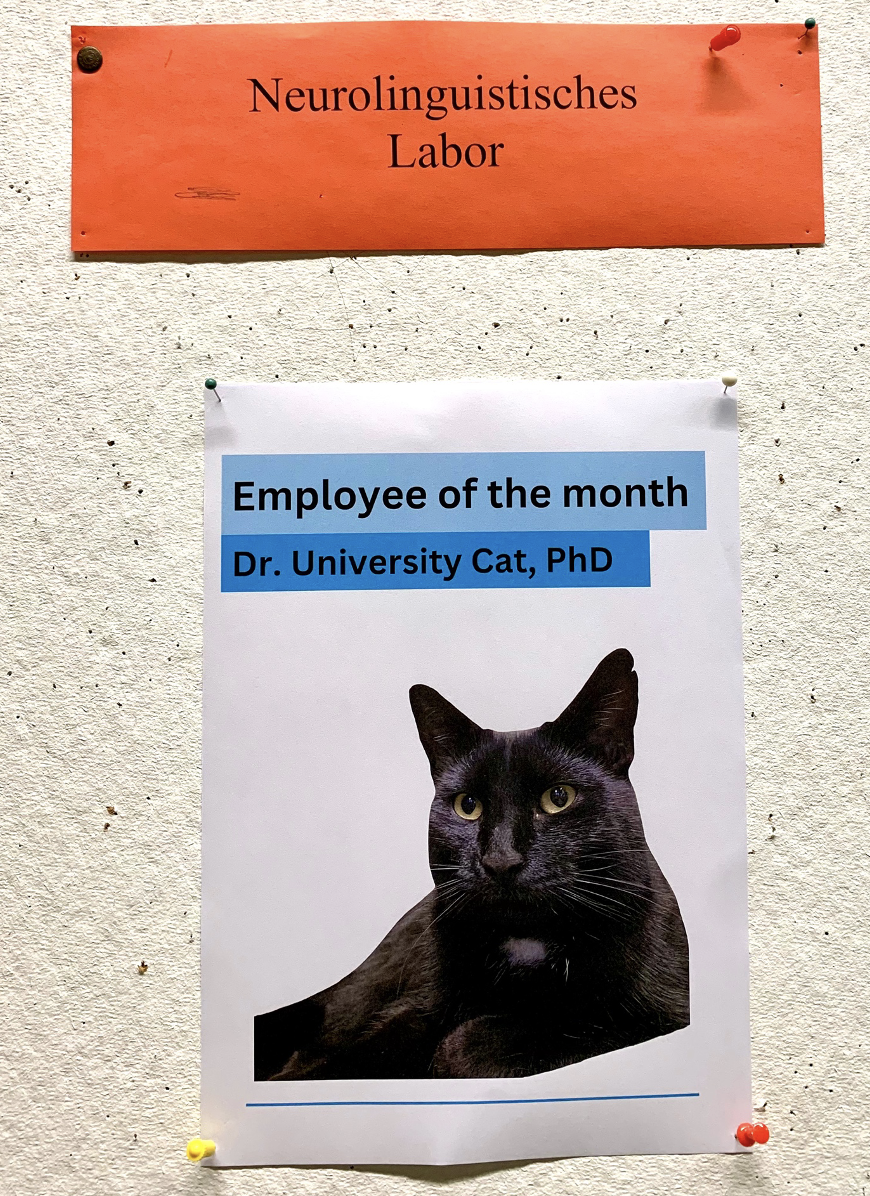 Neurolinguistisches
Labor
Employee of the month
Dr. University Cat, PhD